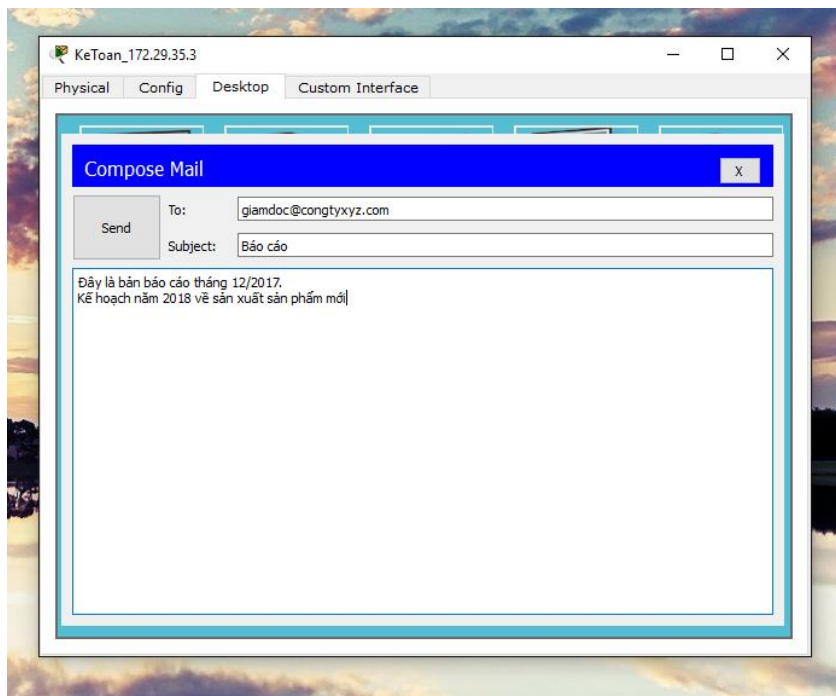 KeToan_172.29.35.3
Physical Config Desktop Custom Interface
Compose Mail X
Send
To: giamdoc@congtyxyz.com
Subject: Báo cáo
Đây là bản báo cáo tháng 12/2017.
Kế hoạch năm 2018 về sản xuất sản phẩm mới